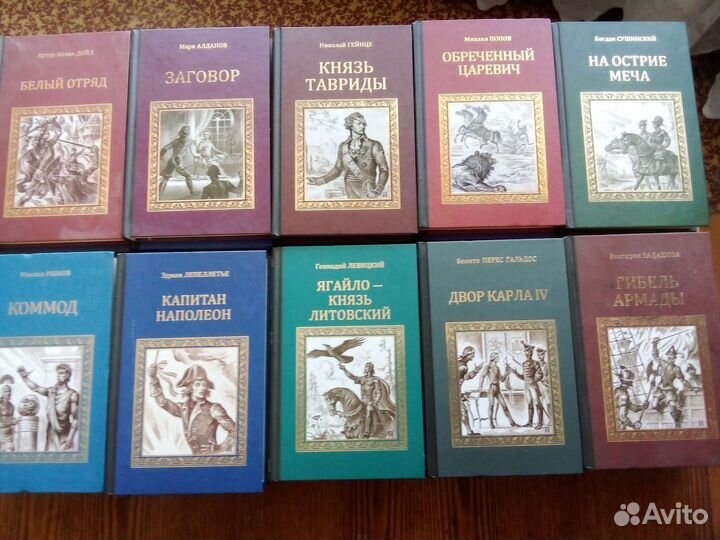 Артур Конан ДОЙЛ
БЕЛЫЙ ОТРЯД
Марк АЛДАНОВ
ЗАГОВОР
Николай ГЕЙНЦЕ
КНЯЗЬ
ТАВРИДЫ
Михаил ПОПОВ
ОБРЕЧЕННЫЙ
ЦАРЕВИЧ
Богдан СУШИНСКИЙ
НА ОСТРИЕ
МЕЧА
Михаил ИШКОВ
КОММОД
Эдмон ЛЕПЕЛЛЕТЬЕ
КАПИТАН
НАПОЛЕОН
Геннадий ЛЕВИЦКИЙ
ЯГАЙЛО –
КНЯЗЬ
ЛИТОВСКИЙ
Бенито ПЕРЕС ГАЛЬДОС
ДВОР КАРЛА IV
Виктория БАЛАШОВА
ГИБЕЛЬ
АРМАДЫ
Avito